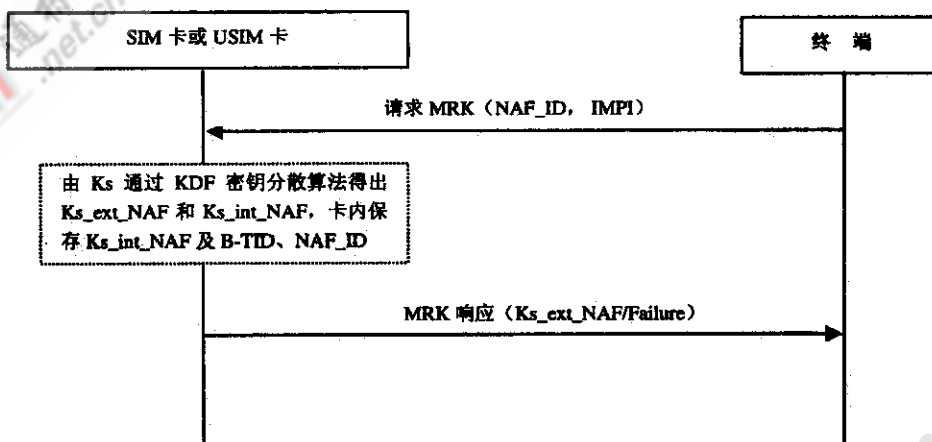 SIM 卡或 USIM 卡
终 端
请求 MRK（NAF_ID， IMPI）
由 Ks 通过 KDF 密钥分散算法得出
Ks_ext_NAF 和 Ks_int_NAF，卡内保
存 Ks_int_NAF 及 B-TID、NAF_ID
MRK 响应（Ks_ext_NAF/Failure）